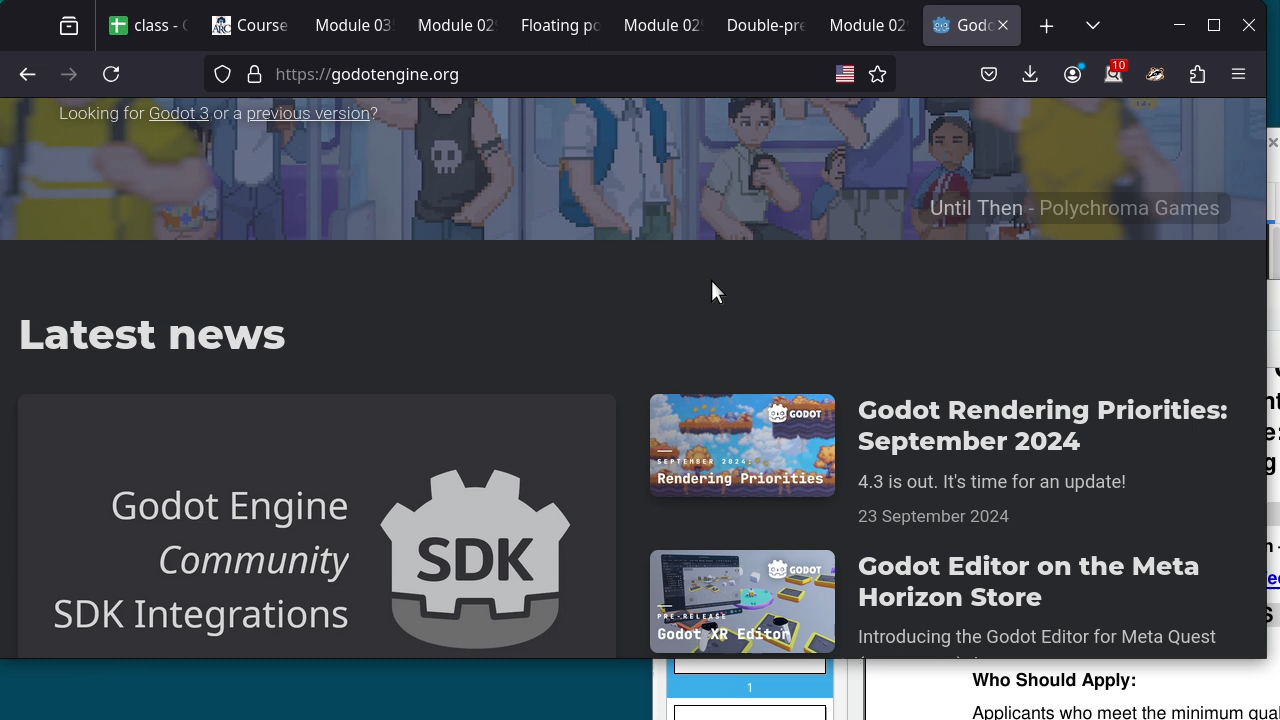 class - 
Course
Module 03
Module 02
Floating po
Module 02
Double-pre
Module 02
Godo
https://godotengine.org
10
Looking for Godot 3 or a previous version?
Until Then - Polychroma Games
Latest news
Godot Engine
Community
SDK Integrations
SDK
GODOT
SEPTEMBER 2024:
Rendering Priorities
Godot Rendering Priorities:
September 2024
4.3 is out. It's time for an update!
23 September 2024
GODOT
PRE-RELEASE
Godot XR Editor
Godot Editor on the Meta
Horizon Store
Introducing the Godot Editor for Meta Quest
1
Who Should Apply:
Applicants who meet the minimum qual